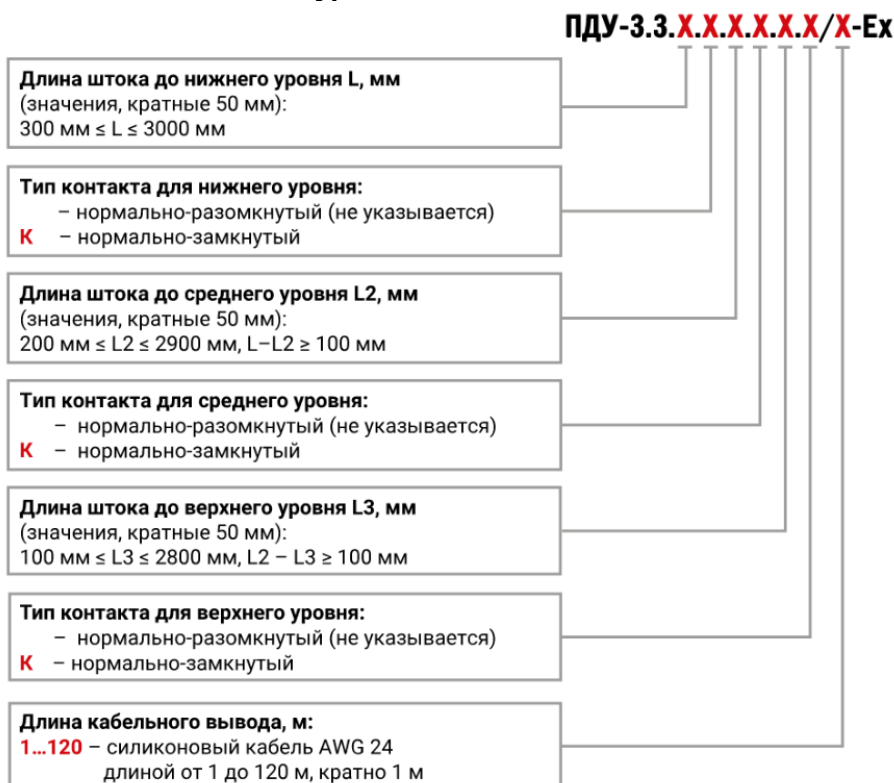 ПДУ-3.3.X.X.X.X.X.X/X-Ex
Длина штока до нижнего уровня L, мм
(значения, кратные 50 мм):
300 мм ≤ L ≤ 3000 мм
Тип контакта для нижнего уровня:
– нормально-разомкнутый (не указывается)
К – нормально-замкнутый
Длина штока до среднего уровня L2, мм
(значения, кратные 50 мм):
200 мм ≤ L2 ≤ 2900 мм, L–L2 ≥ 100 мм
Тип контакта для среднего уровня:
– нормально-разомкнутый (не указывается)
К – нормально-замкнутый
Длина штока до верхнего уровня L3, мм
(значения, кратные 50 мм):
100 мм ≤ L3 ≤ 2800 мм, L2 – L3 ≥ 100 мм
Тип контакта для верхнего уровня:
– нормально-разомкнутый (не указывается)
К – нормально-замкнутый
Длина кабельного вывода, м:
1...120 – силиконовый кабель AWG 24
длиной от 1 до 120 м, кратно 1 м